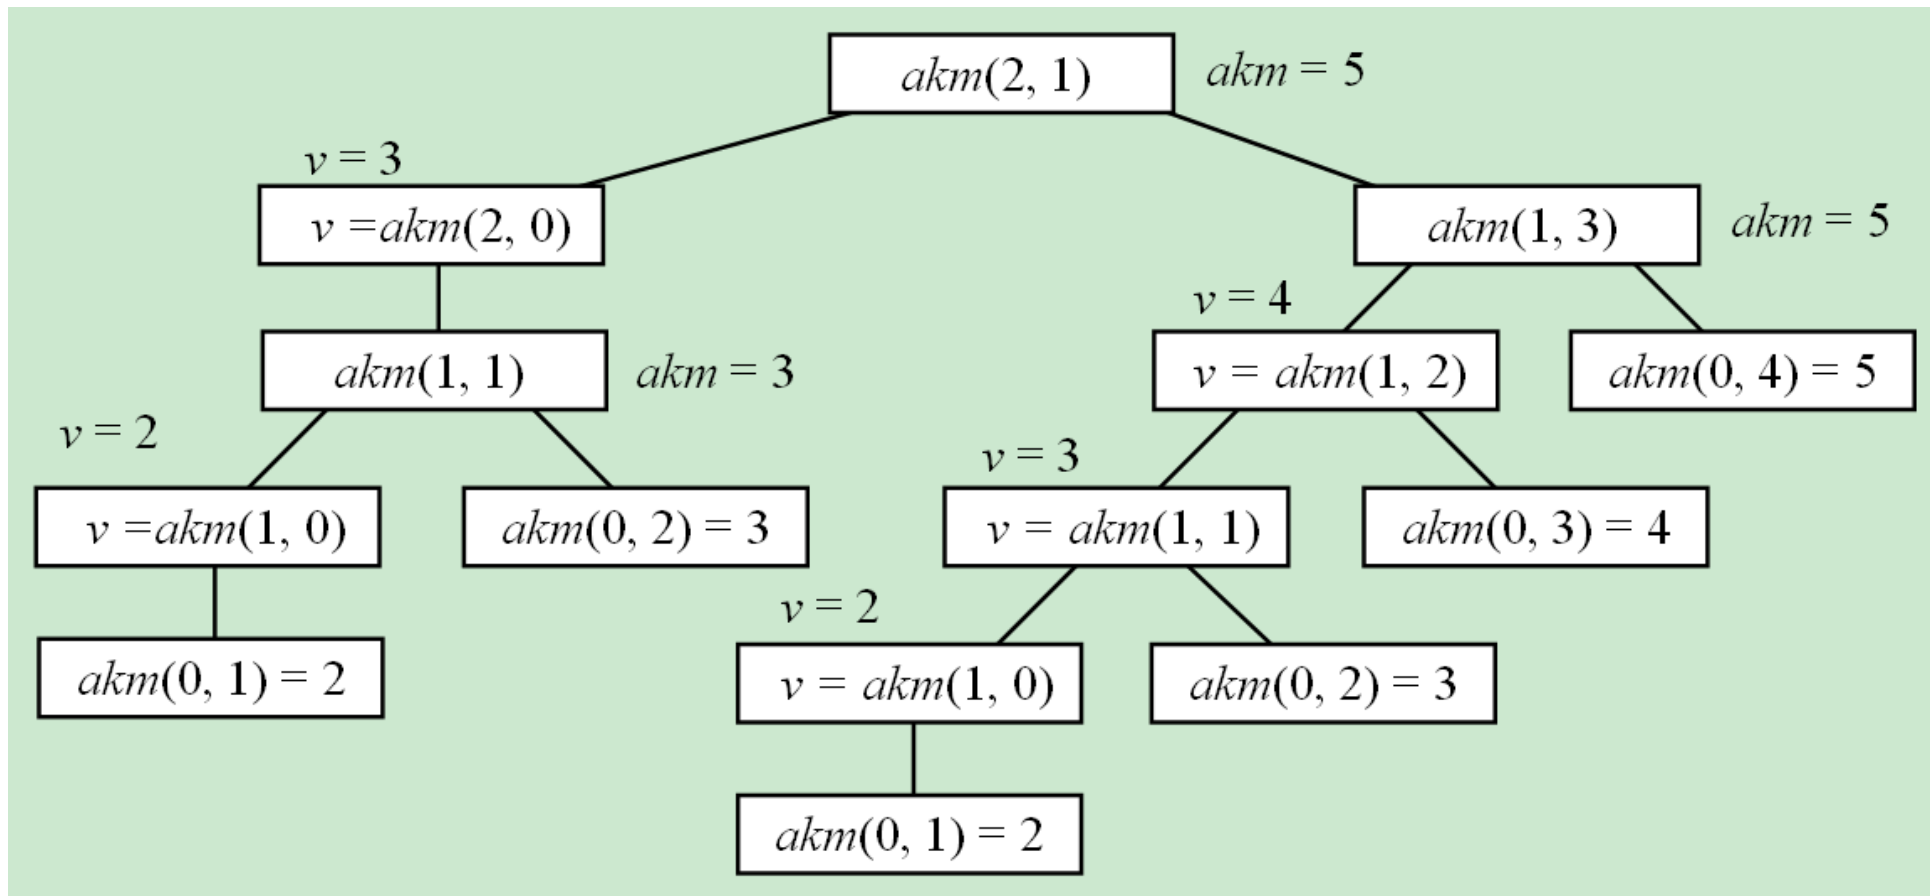 akm(2, 1) akm = 5
v = 3
v =akm(2, 0) akm(1, 3) akm = 5
v = 4
akm(1, 1) akm = 3 v = akm(1, 2) akm(0, 4) = 5
v = 2 v = 3
v =akm(1, 0) akm(0, 2) = 3 v = akm(1, 1) akm(0, 3) = 4
v = 2
akm(0, 1) = 2 v = akm(1, 0) akm(0, 2) = 3
akm(0, 1) = 2